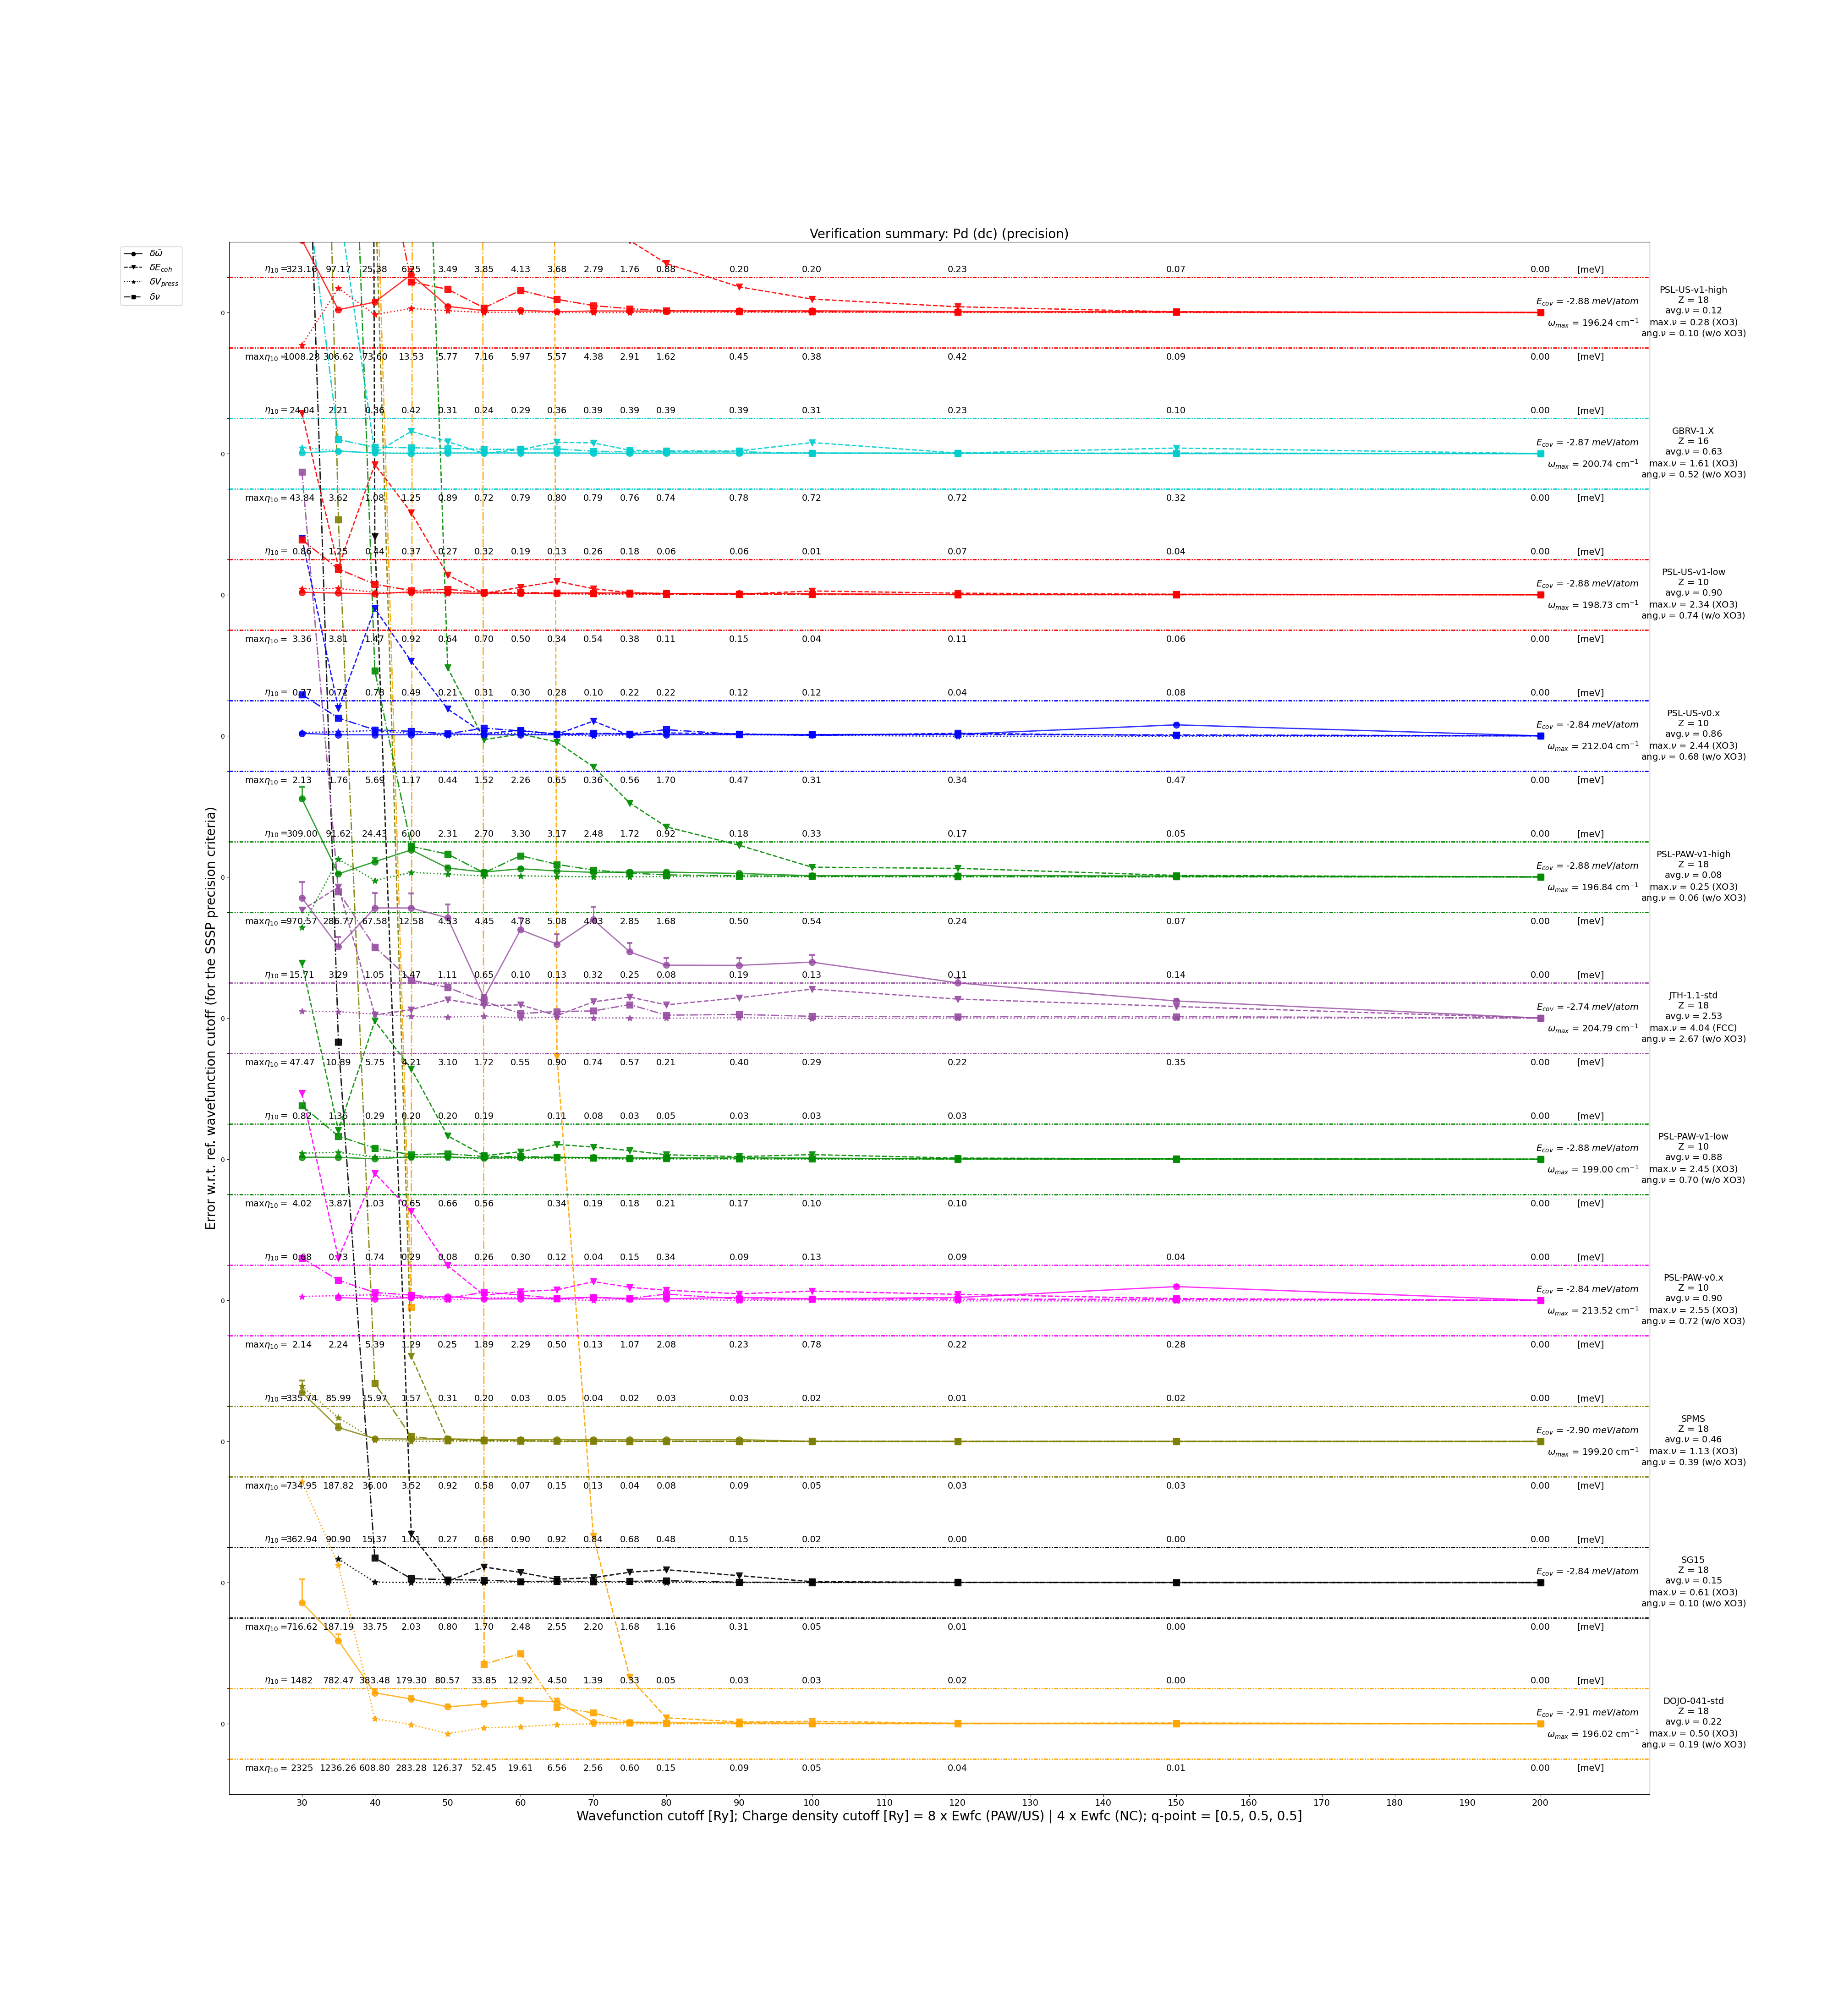 Verification summary: Pd (dc) (precision)
δω̄
δE_coh
δV_press
δν
Error w.r.t. ref. wavefunction cutoff (for the SSSP precision criteria)
η₁₀ = 323.16 97.17 25.38 6.25 3.49 3.85 4.13 3.68 2.79 1.76 0.88 0.20 0.20 0.23 0.07 0.00 [meV]
0
E_cov = -2.88 meV/atom
ω_max = 196.24 cm⁻¹
PSL-US-v1-high
Z = 18
avg.ν = 0.12
max.ν = 0.28 (XO3)
ang.ν = 0.10 (w/o XO3)
maxη₁₀ = 1008.28 306.62 73.60 13.53 5.77 7.16 5.97 5.57 4.38 2.91 1.62 0.45 0.38 0.42 0.09 0.00 [meV]
η₁₀ = 24.04 2.21 0.36 0.42 0.31 0.24 0.29 0.36 0.39 0.39 0.39 0.39 0.31 0.23 0.10 0.00 [meV]
0
E_cov = -2.87 meV/atom
ω_max = 200.74 cm⁻¹
GBRV-1.X
Z = 16
avg.ν = 0.63
max.ν = 1.61 (XO3)
ang.ν = 0.52 (w/o XO3)
maxη₁₀ = 43.84 3.62 1.08 1.25 0.89 0.72 0.79 0.80 0.79 0.76 0.74 0.78 0.72 0.72 0.32 0.00 [meV]
η₁₀ = 0.86 1.25 0.44 0.37 0.27 0.32 0.19 0.13 0.26 0.18 0.06 0.06 0.01 0.07 0.04 0.00 [meV]
0
E_cov = -2.88 meV/atom
ω_max = 198.73 cm⁻¹
PSL-US-v1-low
Z = 10
avg.ν = 0.90
max.ν = 2.34 (XO3)
ang.ν = 0.74 (w/o XO3)
maxη₁₀ = 3.36 3.81 1.47 0.92 0.64 0.70 0.50 0.34 0.54 0.38 0.11 0.15 0.04 0.11 0.06 0.00 [meV]
η₁₀ = 0.77 0.72 0.78 0.49 0.21 0.31 0.30 0.28 0.10 0.22 0.22 0.12 0.12 0.04 0.08 0.00 [meV]
0
E_cov = -2.84 meV/atom
ω_max = 212.04 cm⁻¹
PSL-US-v0.x
Z = 10
avg.ν = 0.86
max.ν = 2.44 (XO3)
ang.ν = 0.68 (w/o XO3)
maxη₁₀ = 2.13 1.76 5.69 1.17 0.44 1.52 2.26 0.65 0.36 0.56 1.70 0.47 0.31 0.34 0.47 0.00 [meV]
η₁₀ = 309.00 91.62 24.43 6.00 2.31 2.70 3.30 3.17 2.48 1.72 0.92 0.18 0.33 0.17 0.05 0.00 [meV]
0
E_cov = -2.88 meV/atom
ω_max = 196.84 cm⁻¹
PSL-PAW-v1-high
Z = 18
avg.ν = 0.08
max.ν = 0.25 (XO3)
ang.ν = 0.06 (w/o XO3)
maxη₁₀ = 970.57 286.77 67.58 12.58 4.53 4.45 4.78 5.08 4.03 2.85 1.68 0.50 0.54 0.24 0.07 0.00 [meV]
η₁₀ = 15.71 3.29 1.05 1.47 1.11 0.65 0.10 0.13 0.32 0.25 0.08 0.19 0.13 0.11 0.14 0.00 [meV]
0
E_cov = -2.74 meV/atom
ω_max = 204.79 cm⁻¹
JTH-1.1-std
Z = 18
avg.ν = 2.53
max.ν = 4.04 (FCC)
ang.ν = 2.67 (w/o XO3)
maxη₁₀ = 47.47 10.89 5.75 4.21 3.10 1.72 0.55 0.90 0.74 0.57 0.21 0.40 0.29 0.22 0.35 0.00 [meV]
η₁₀ = 0.82 1.36 0.29 0.20 0.20 0.19 0.11 0.08 0.03 0.05 0.03 0.03 0.03 0.00 [meV]
0
E_cov = -2.88 meV/atom
ω_max = 199.00 cm⁻¹
PSL-PAW-v1-low
Z = 10
avg.ν = 0.88
max.ν = 2.45 (XO3)
ang.ν = 0.70 (w/o XO3)
maxη₁₀ = 4.02 3.87 1.03 0.65 0.66 0.56 0.34 0.19 0.18 0.21 0.17 0.10 0.10 0.00 [meV]
η₁₀ = 0.68 0.73 0.74 0.29 0.08 0.26 0.30 0.12 0.04 0.15 0.34 0.09 0.13 0.09 0.04 0.00 [meV]
0
E_cov = -2.84 meV/atom
ω_max = 213.52 cm⁻¹
PSL-PAW-v0.x
Z = 10
avg.ν = 0.90
max.ν = 2.55 (XO3)
ang.ν = 0.72 (w/o XO3)
maxη₁₀ = 2.14 2.24 5.39 1.29 0.25 1.89 2.29 0.50 0.13 1.07 2.08 0.23 0.78 0.22 0.28 0.00 [meV]
η₁₀ = 335.74 85.99 15.97 1.57 0.31 0.20 0.03 0.05 0.04 0.02 0.03 0.03 0.02 0.01 0.02 0.00 [meV]
0
E_cov = -2.90 meV/atom
ω_max = 199.20 cm⁻¹
SPMS
Z = 18
avg.ν = 0.46
max.ν = 1.13 (XO3)
ang.ν = 0.39 (w/o XO3)
maxη₁₀ = 734.95 187.82 36.00 3.52 0.92 0.58 0.07 0.15 0.13 0.04 0.08 0.09 0.05 0.03 0.03 0.00 [meV]
η₁₀ = 362.94 90.90 15.37 1.01 0.27 0.68 0.90 0.92 0.84 0.68 0.48 0.15 0.02 0.00 0.00 0.00 [meV]
0
E_cov = -2.84 meV/atom
SG15
Z = 18
avg.ν = 0.15
max.ν = 0.61 (XO3)
ang.ν = 0.10 (w/o XO3)
maxη₁₀ = 716.62 187.19 33.75 2.03 0.80 1.70 2.48 2.55 2.20 1.68 1.16 0.31 0.05 0.01 0.00 0.00 [meV]
η₁₀ = 1482 782.47 383.48 179.30 80.57 33.85 12.92 4.50 1.39 0.33 0.05 0.03 0.03 0.02 0.00 0.00 [meV]
0
E_cov = -2.91 meV/atom
ω_max = 196.02 cm⁻¹
DOJO-041-std
Z = 18
avg.ν = 0.22
max.ν = 0.50 (XO3)
ang.ν = 0.19 (w/o XO3)
maxη₁₀ = 2325 1236.26 608.80 283.28 126.37 52.45 19.61 6.56 2.56 0.60 0.15 0.09 0.05 0.04 0.01 0.00 [meV]
30 40 50 60 70 80 90 100 110 120 130 140 150 160 170 180 190 200
Wavefunction cutoff [Ry]; Charge density cutoff [Ry] = 8 x Ewfc (PAW/US) | 4 x Ewfc (NC); q-point = [0.5, 0.5, 0.5]